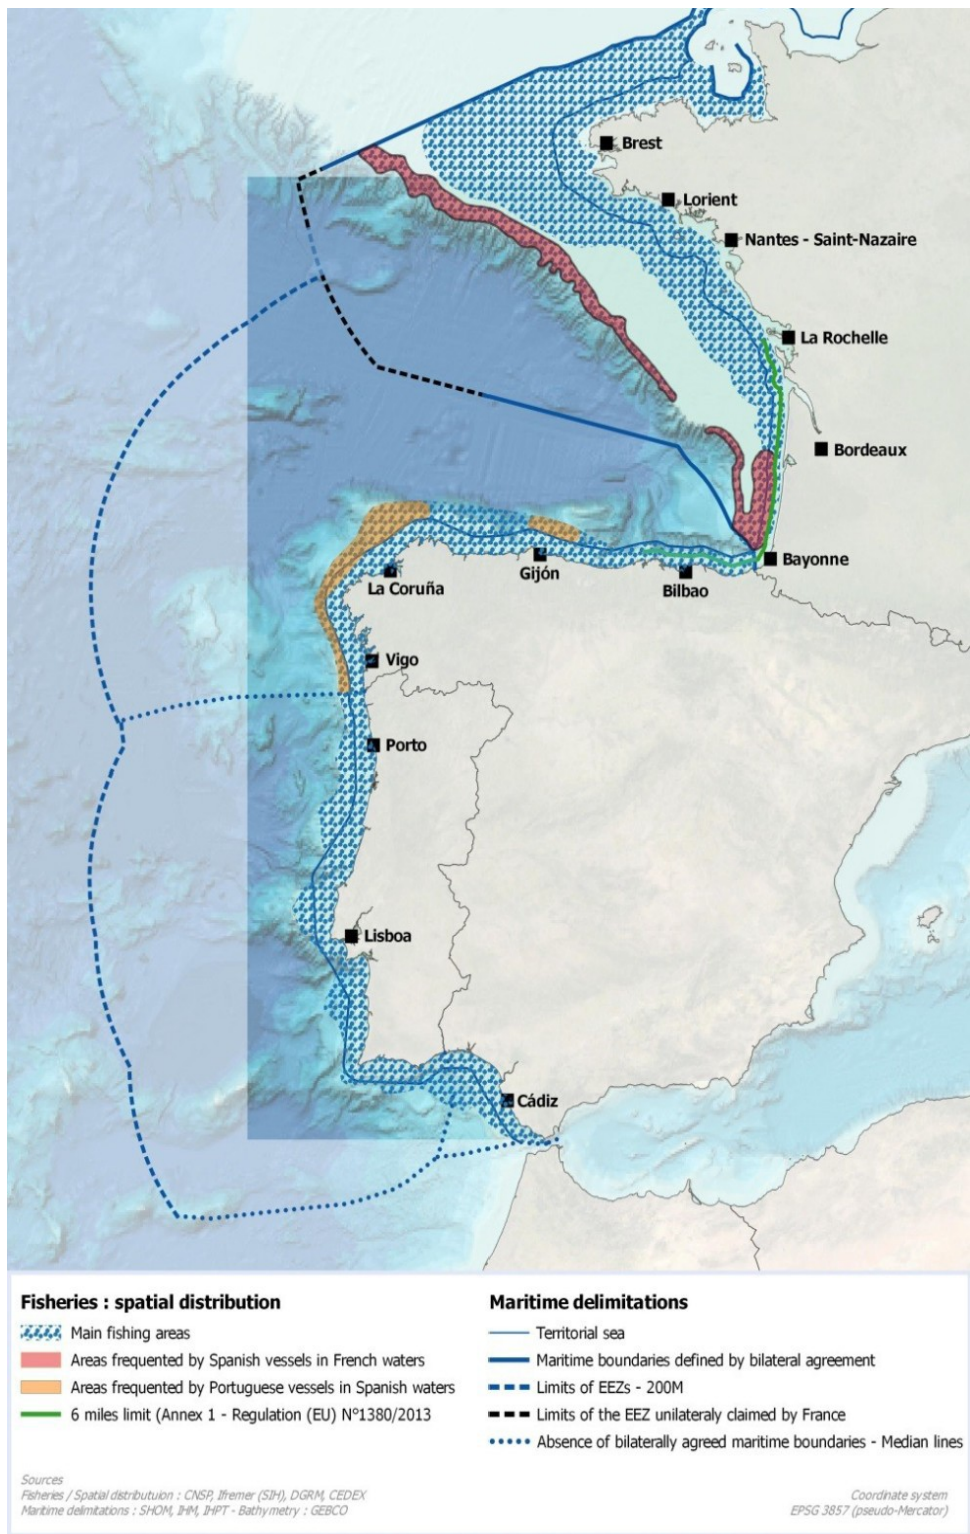 Brest
Lorient
Nantes - Saint-Nazaire
La Rochelle
Bordeaux
Bayonne
Gijón
La Coruña
Bilbao
Vigo
Porto
Lisboa
Cádiz
Fisheries : spatial distribution
Main fishing areas
Areas frequented by Spanish vessels in French waters
Areas frequented by Portuguese vessels in Spanish waters
6 miles limit (Annex 1 - Regulation (EU) N°1380/2013
Maritime delimitations
Territorial sea
Maritime boundaries defined by bilateral agreement
Limits of EEZs - 200M
Limits of the EEZ unilateraly claimed by France
Absence of bilaterally agreed maritime boundaries - Median lines
Sources
Fisheries / Spatial distributuion : CNSP, Ifremer (SIH), DGRM, CEDEX
Maritime delimitations : SHOM, IHM, IHPT - Bathymetry : GEBCO
Coordinate system
EPSG 3857 (pseudo-Mercator)